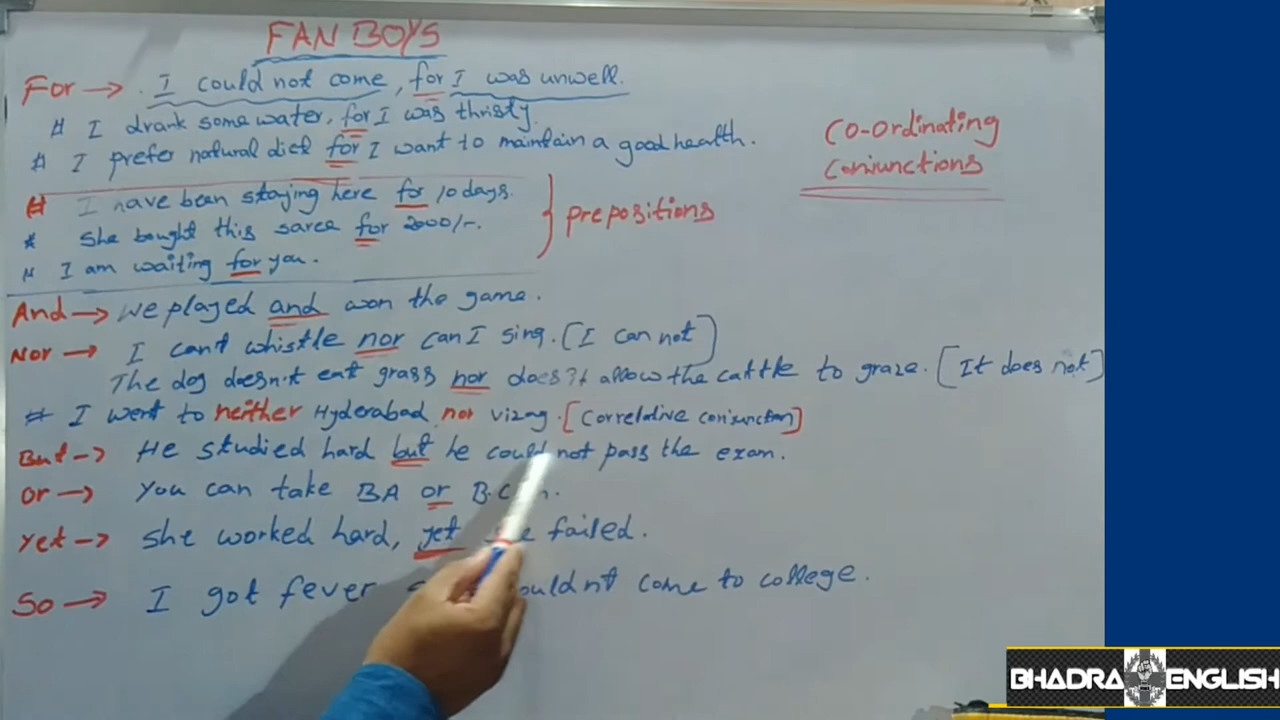 FAN BOYS
For → I could not come, for I was unwell.
# I drank some water, for I was thristy.
# I prefer natural diet for I want to maintain a good health.
Co-ordinating
conjunctions
# I have been staying here for 10 days.
* She bought this saree for 2000/-.
# I am waiting for you.
} prepositions
And → We played and won the game.
Nor → I can't whistle nor can I sing. [I can not]
The dog doesn't eat grass nor does it allow the cattle to graze. [It does not]
# I went to neither Hyderabad nor vizag. [Correlative conjunction]
But → He studied hard but he could not pass the exam.
Or → You can take BA or
Yet → She worked hard, yet failed.
So → I got fever couldn't come to college.
BHADRA ENGLISH